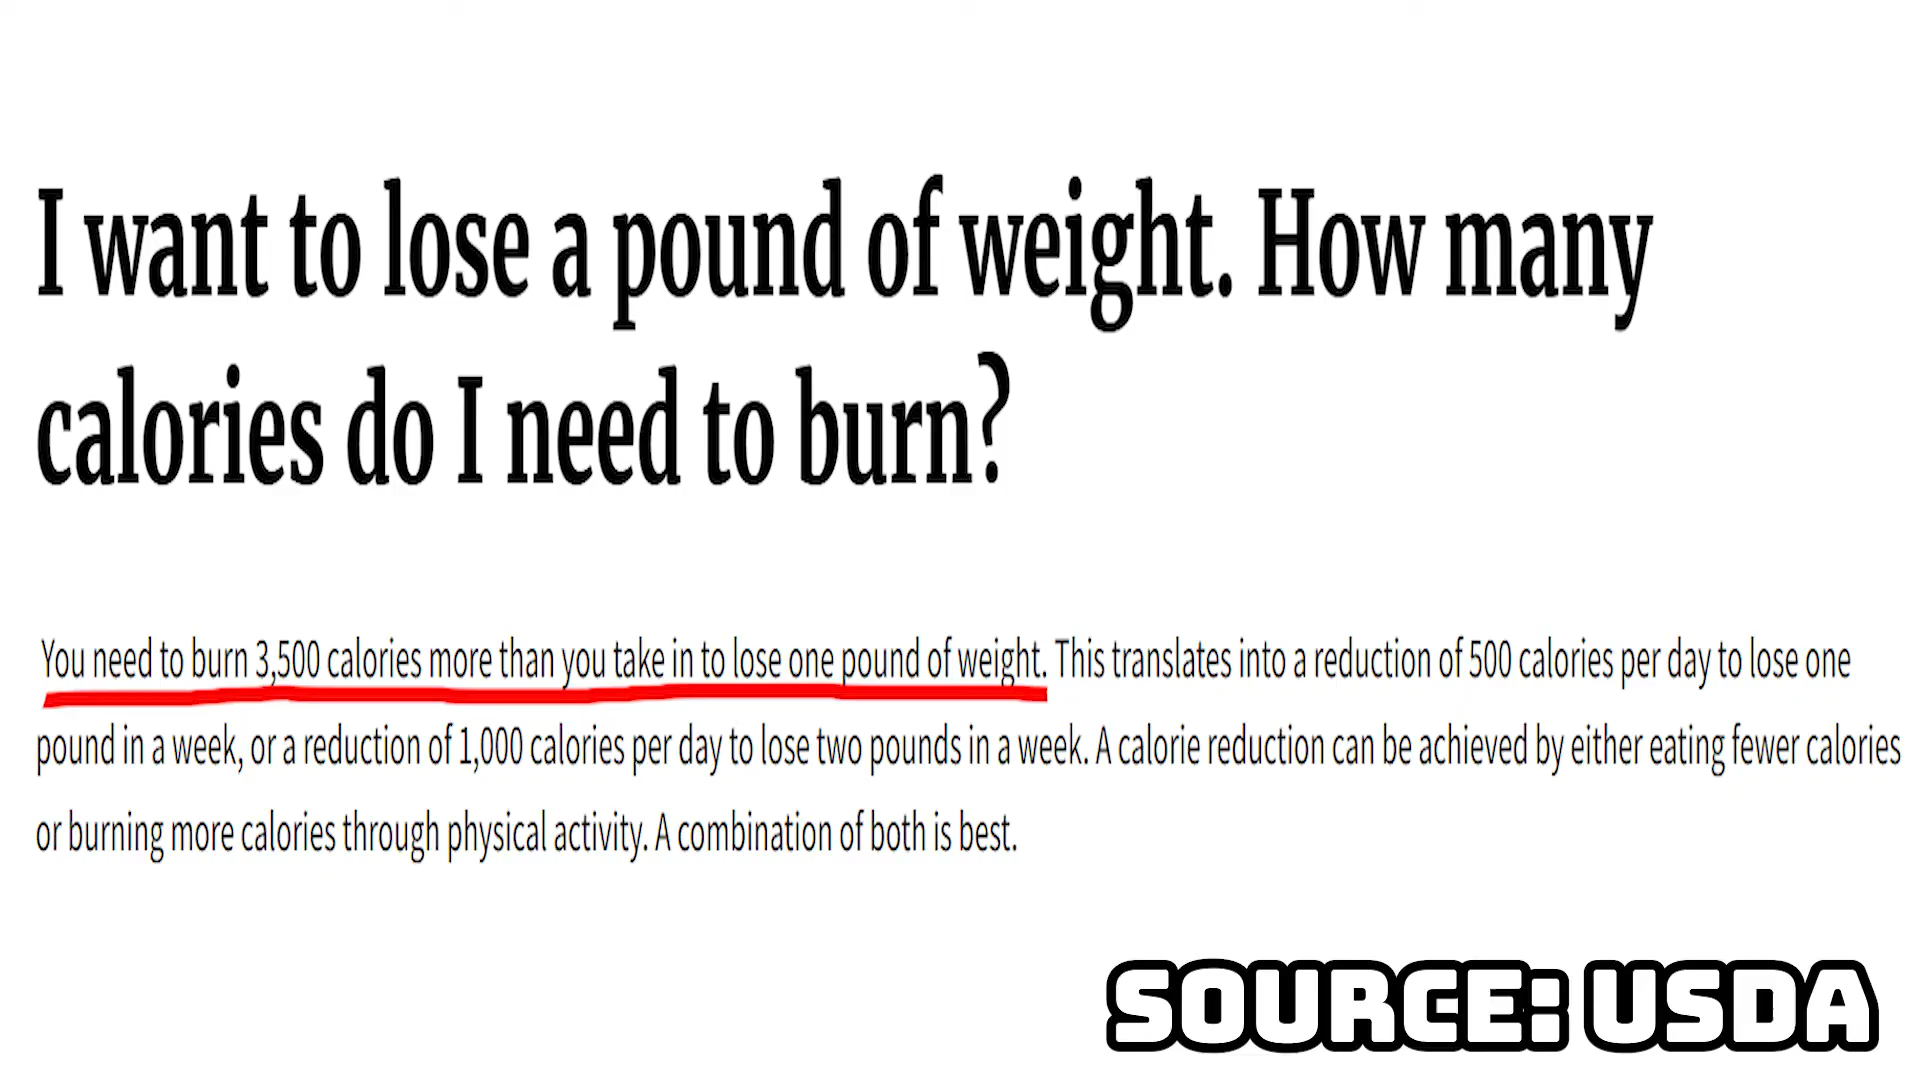 I want to lose a pound of weight. How many
calories do I need to burn?
You need to burn 3,500 calories more than you take in to lose one pound of weight. This translates into a reduction of 500 calories per day to lose one
pound in a week, or a reduction of 1,000 calories per day to lose two pounds in a week. A calorie reduction can be achieved by either eating fewer calories
or burning more calories through physical activity. A combination of both is best.
SOURCE: USDA